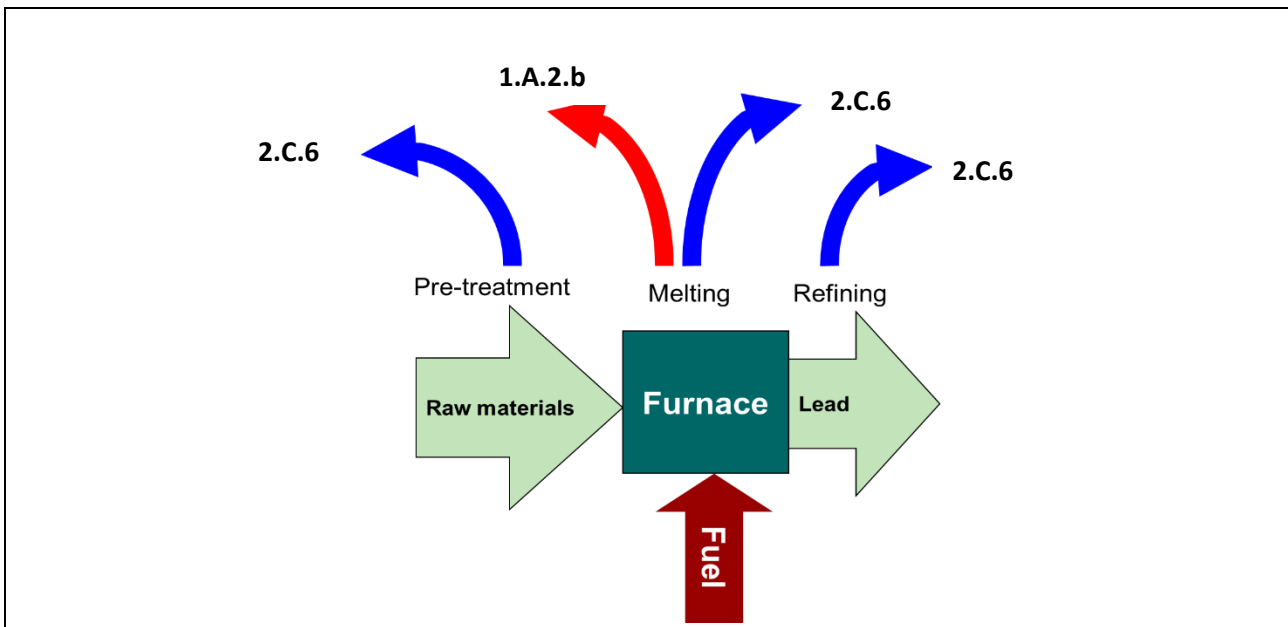 1.A.2.b
2.C.6
2.C.6
2.C.6
Pre-treatment
Melting
Refining
Raw materials
Furnace
Lead
Fuel